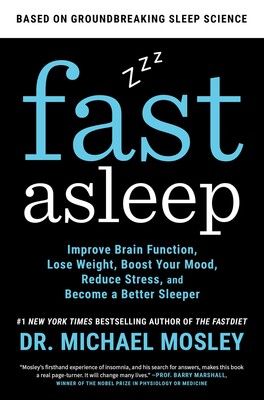 BASED ON GROUNDBREAKING SLEEP SCIENCE
zzz
fast
asleep
Improve Brain Function,
Lose Weight, Boost Your Mood,
Reduce Stress, and
Become a Better Sleeper
#1 NEW YORK TIMES BESTSELLING AUTHOR OF THE FASTDIET
DR. MICHAEL MOSLEY
"Mosley's firsthand experience of insomnia, and his search for answers, makes this book
a real page-turner. It will change many lives." —PROF. BARRY MARSHALL,
WINNER OF THE NOBEL PRIZE IN PHYSIOLOGY OR MEDICINE